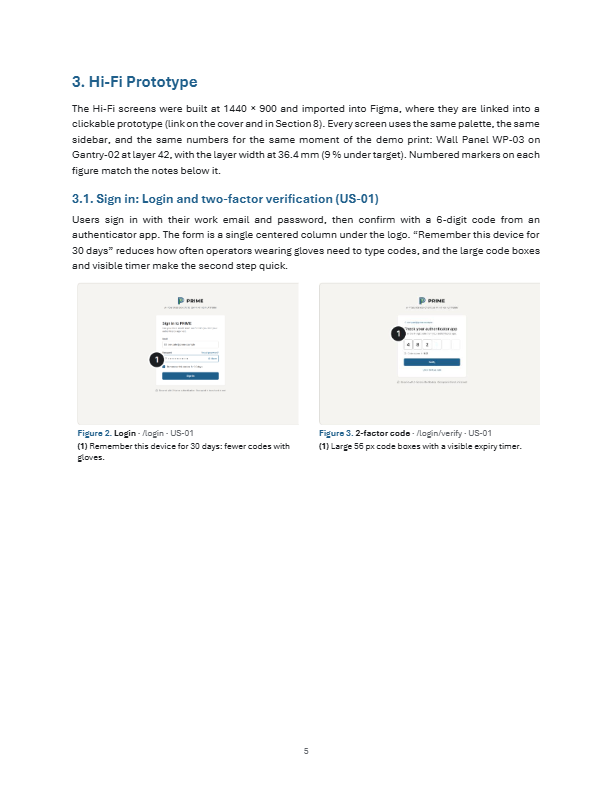 3. Hi-Fi Prototype
The Hi-Fi screens were built at 1440 × 900 and imported into Figma, where they are linked into a
clickable prototype (link on the cover and in Section 8). Every screen uses the same palette, the same
sidebar, and the same numbers for the same moment of the demo print: Wall Panel WP-03 on
Gantry-02 at layer 42, with the layer width at 36.4 mm (9 % under target). Numbered markers on each
figure match the notes below it.
3.1. Sign in: Login and two-factor verification (US-01)
Users sign in with their work email and password, then confirm with a 6-digit code from an
authenticator app. The form is a single centered column under the logo. “Remember this device for
30 days” reduces how often operators wearing gloves need to type codes, and the large code boxes
and visible timer make the second step quick.
PRIME
Sign in to PRIME
1
PRIME
your authenticator app
1
4 8 2
Figure 2. Login · /login · US-01
(1) Remember this device for 30 days: fewer codes with
gloves.
Figure 3. 2-factor code · /login/verify · US-01
(1) Large 56 px code boxes with a visible expiry timer.
5